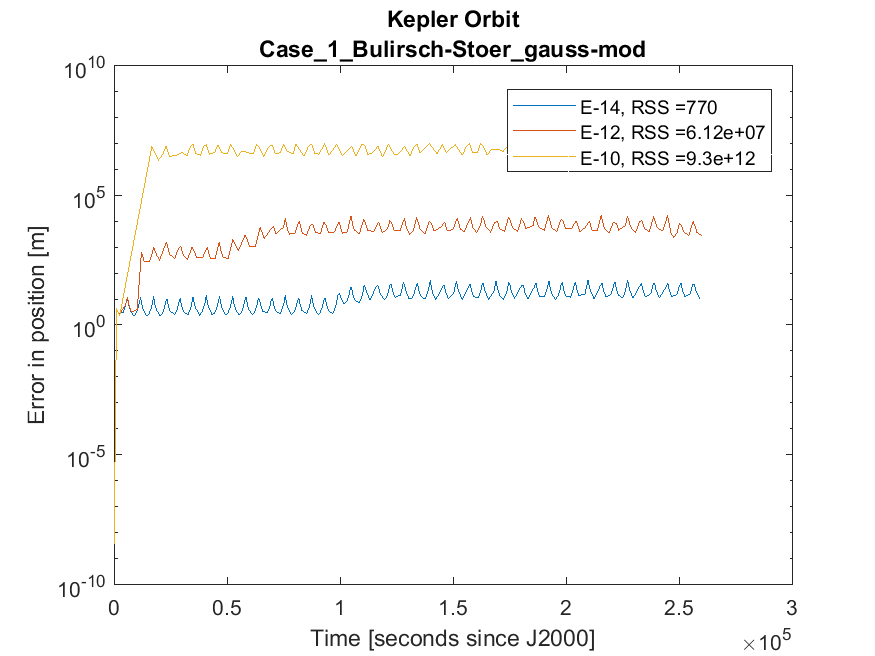 Kepler Orbit
Case_1_Bulirsch-Stoer_gauss-mod
10^10
E-14, RSS =770
E-12, RSS =6.12e+07
E-10, RSS =9.3e+12
10^5
10^0
10^-5
10^-10
Error in position [m]
0 0.5 1 1.5 2 2.5 3
Time [seconds since J2000]
×10^5